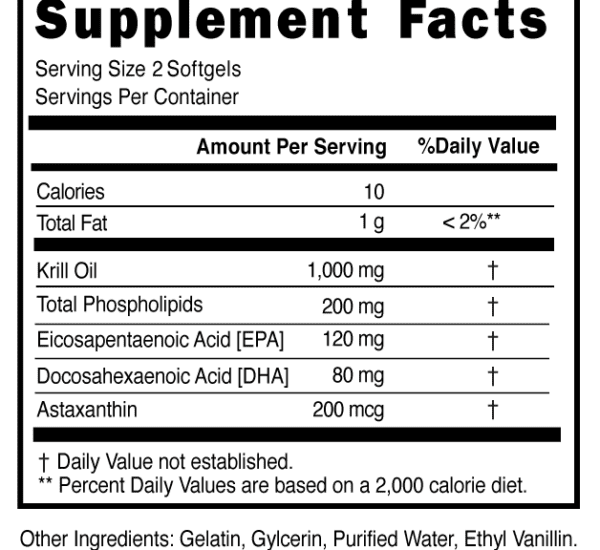 Supplement Facts
Serving Size 2 Softgels
Servings Per Container
Amount Per Serving %Daily Value
Calories 10
Total Fat 1 g < 2%**
Krill Oil 1,000 mg †
Total Phospholipids 200 mg †
Eicosapentaenoic Acid [EPA] 120 mg †
Docosahexaenoic Acid [DHA] 80 mg †
Astaxanthin 200 mcg †
† Daily Value not established.
** Percent Daily Values are based on a 2,000 calorie diet.
Other Ingredients: Gelatin, Gylcerin, Purified Water, Ethyl Vanillin.